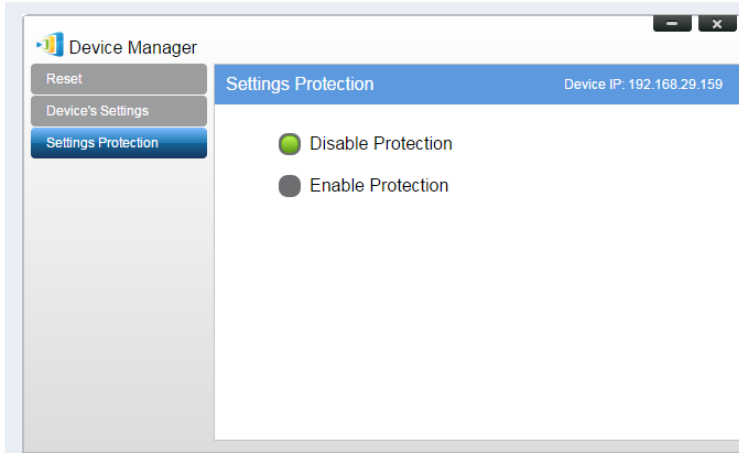 Device Manager
Reset
Device's Settings
Settings Protection
Settings Protection
Device IP: 192.168.29.159
Disable Protection
Enable Protection